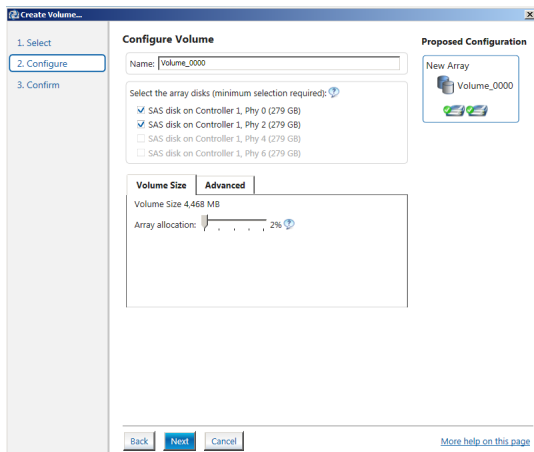 Create Volume...
1. Select
2. Configure
3. Confirm
Configure Volume
Name: Volume_0000
Select the array disks (minimum selection required):
SAS disk on Controller 1, Phy 0 (279 GB)
SAS disk on Controller 1, Phy 2 (279 GB)
SAS disk on Controller 1, Phy 4 (279 GB)
SAS disk on Controller 1, Phy 6 (279 GB)
Volume Size Advanced
Volume Size 4,468 MB
Array allocation: 2%
Proposed Configuration
New Array
Volume_0000
Back Next Cancel
More help on this page